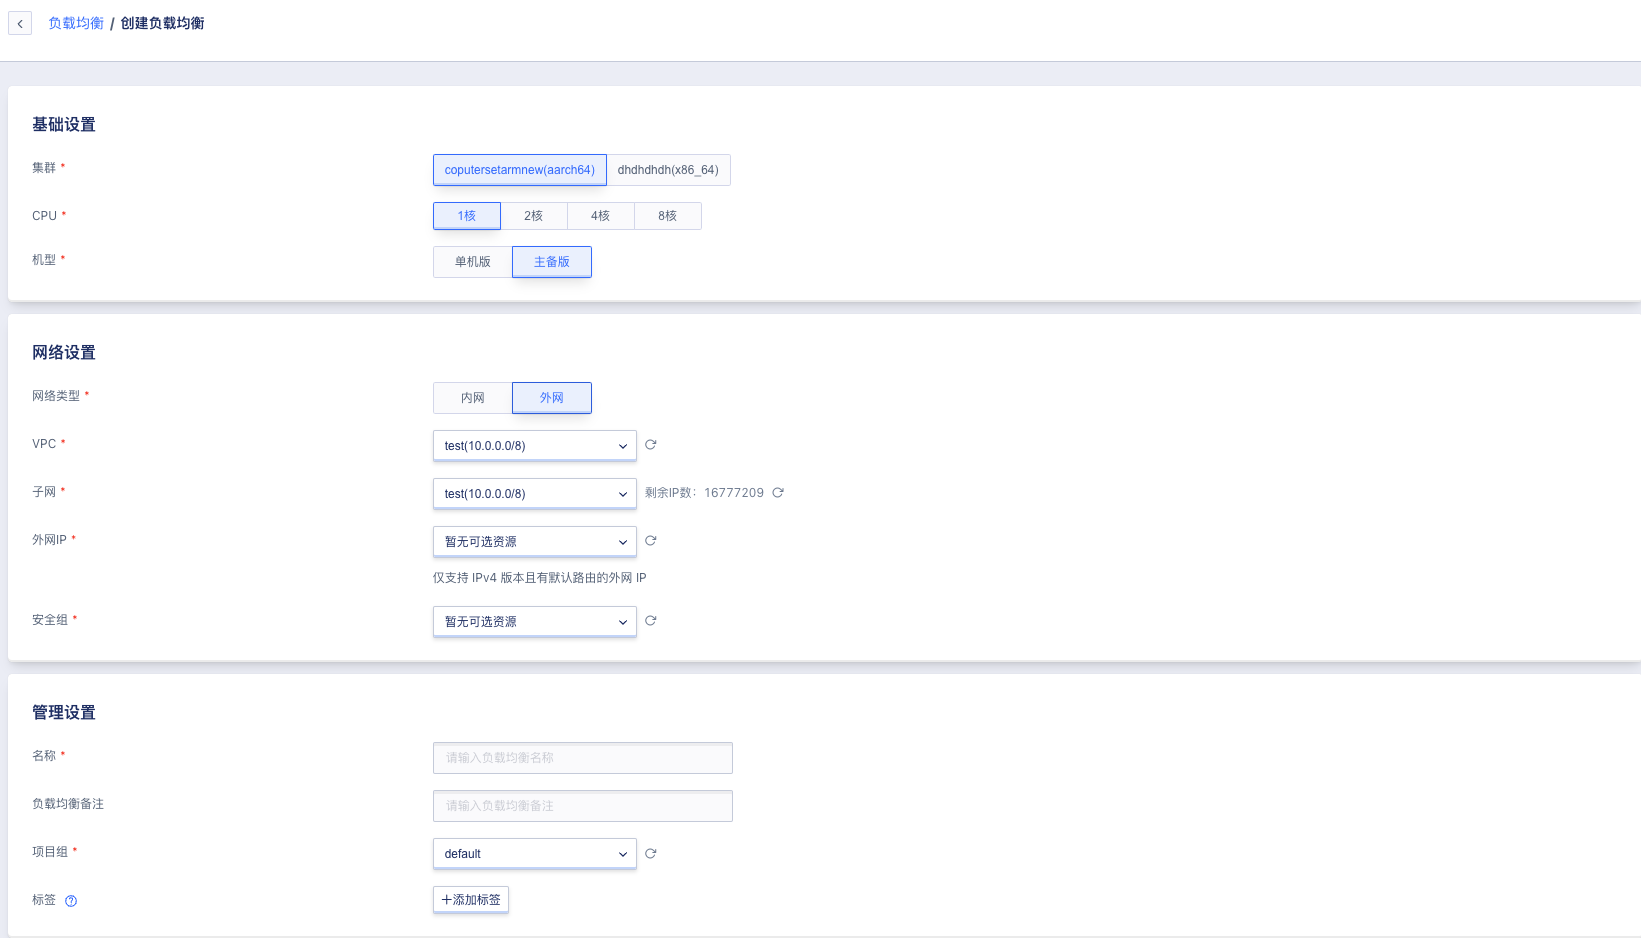 负载均衡 / 创建负载均衡
基础设置
集群 * coputersetarmnew(aarch64) dhdhdhdh(x86_64)
CPU * 1核 2核 4核 8核
机型 * 单机版 主备版
网络设置
网络类型 * 内网 外网
VPC * test(10.0.0.0/8)
子网 * test(10.0.0.0/8) 剩余IP数：16777209
外网IP * 暂无可选资源
仅支持 IPv4 版本且有默认路由的外网 IP
安全组 * 暂无可选资源
管理设置
名称 * 请输入负载均衡名称
负载均衡备注 请输入负载均衡备注
项目组 * default
标签 ? +添加标签